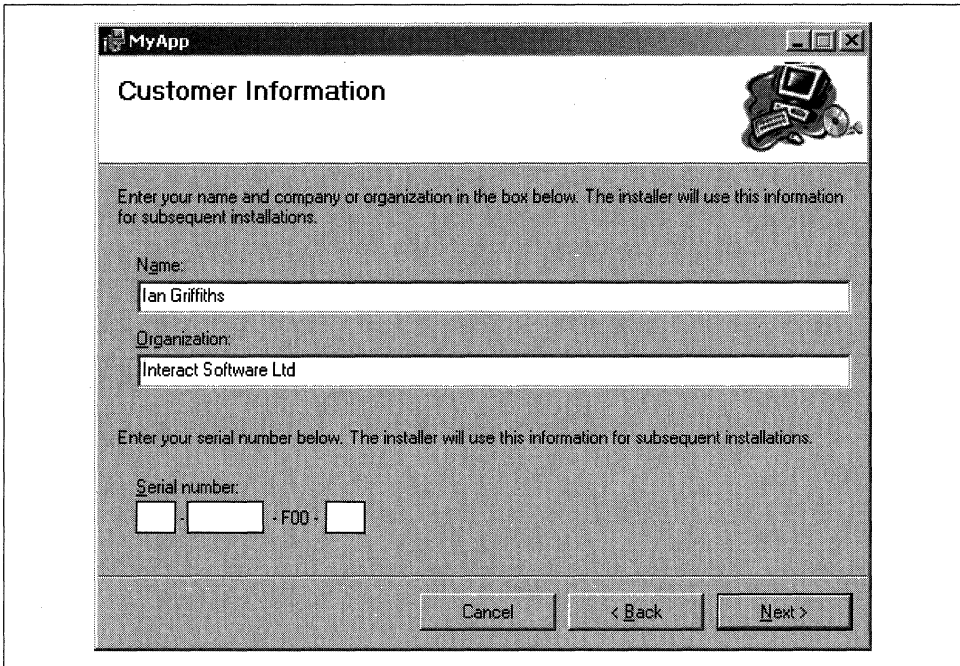 MyApp
Customer Information
Enter your name and company or organization in the box below. The installer will use this information
for subsequent installations.
Name:
Ian Griffiths
Organization:
Interact Software Ltd
Enter your serial number below. The installer will use this information for subsequent installations.
Serial number:
- - F00 -
Cancel
< Back
Next >